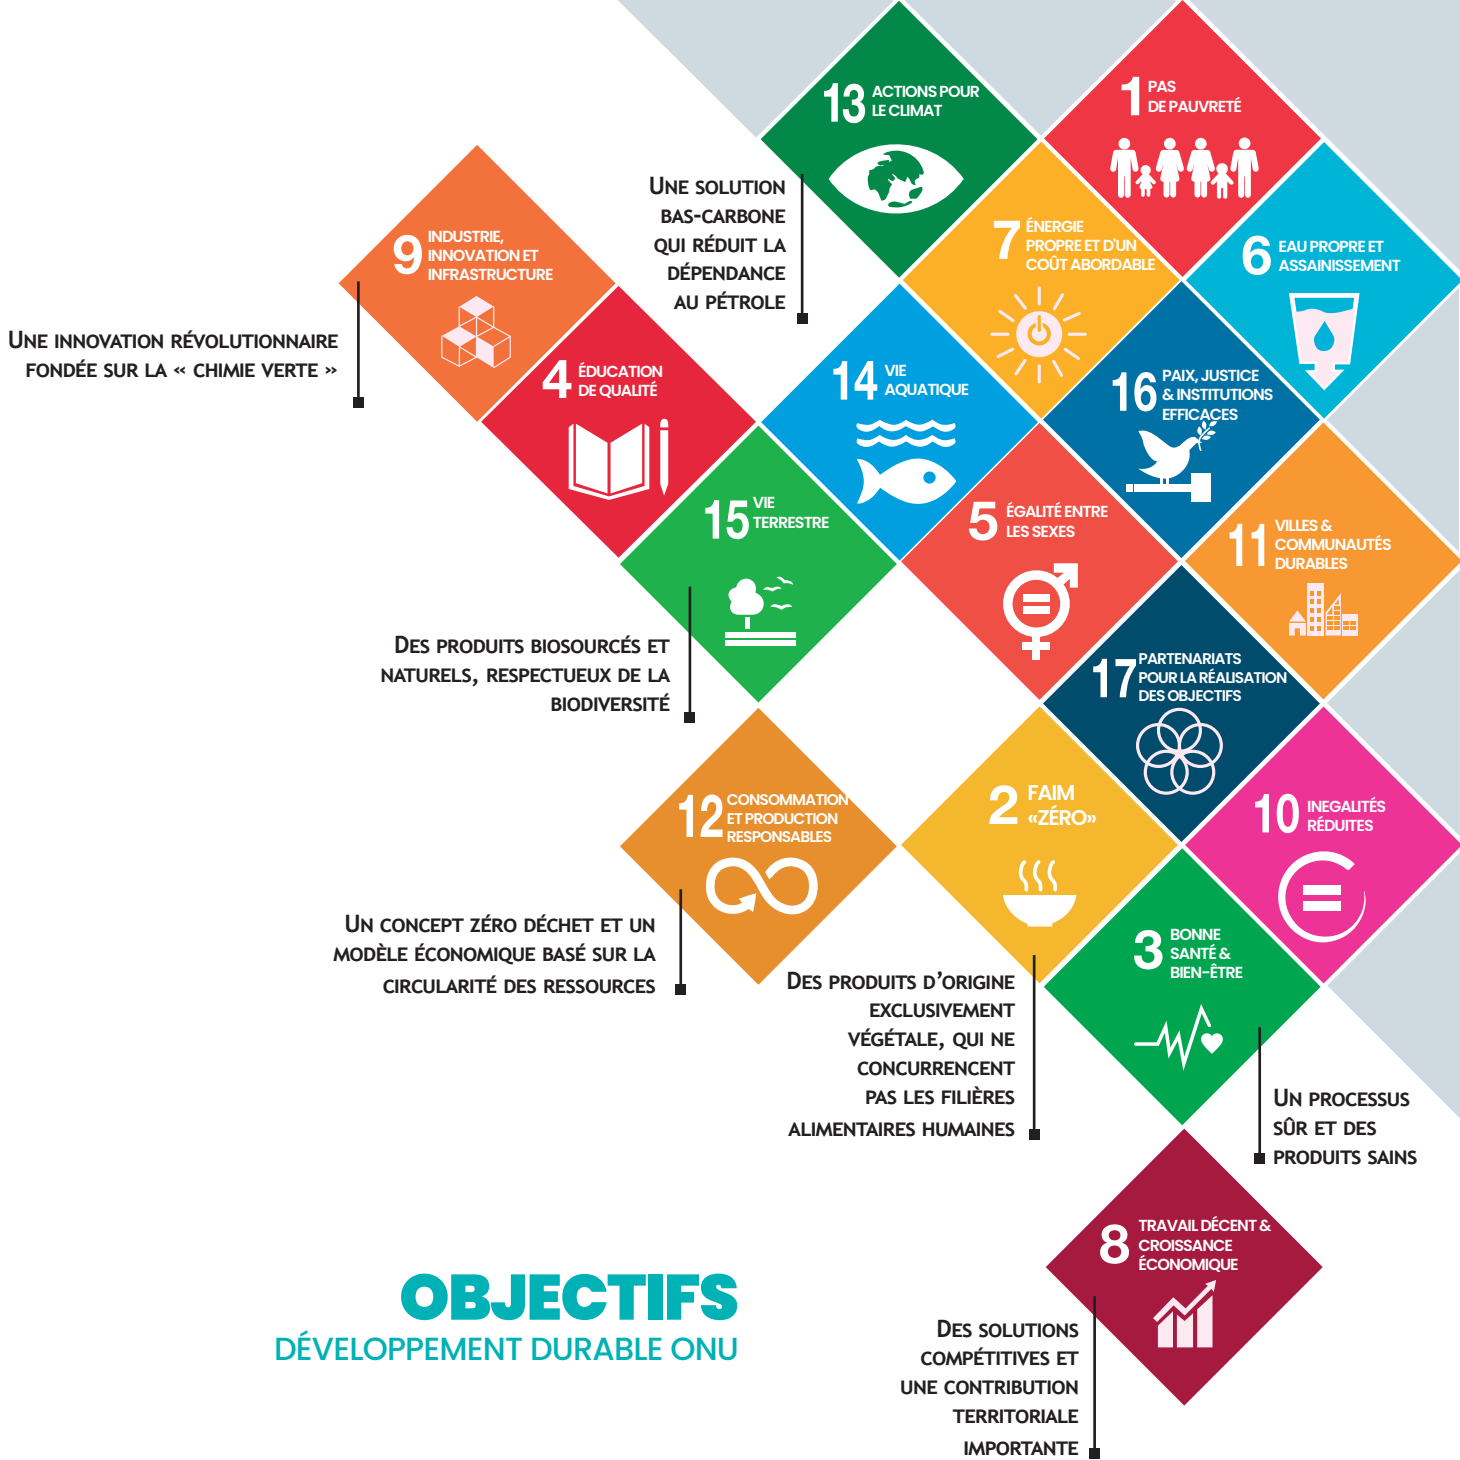 13 ACTIONS POUR
LE CLIMAT
1 PAS
DE PAUVRETÉ
UNE SOLUTION
BAS-CARBONE
QUI RÉDUIT LA
DÉPENDANCE
AU PÉTROLE
9 INDUSTRIE,
INNOVATION ET
INFRASTRUCTURE
7 ÉNERGIE
PROPRE ET D'UN
COÛT ABORDABLE
6 EAU PROPRE ET
ASSAINISSEMENT
UNE INNOVATION RÉVOLUTIONNAIRE
FONDÉE SUR LA « CHIMIE VERTE »
4 ÉDUCATION
DE QUALITÉ
14 VIE
AQUATIQUE
16 PAIX, JUSTICE
& INSTITUTIONS
EFFICACES
15 VIE
TERRESTRE
5 ÉGALITÉ ENTRE
LES SEXES
11 VILLES &
COMMUNAUTÉS
DURABLES
DES PRODUITS BIOSOURCÉS ET
NATURELS, RESPECTUEUX DE LA
BIODIVERSITÉ
17 PARTENARIATS
POUR LA RÉALISATION
DES OBJECTIFS
12 CONSOMMATION
ET PRODUCTION
RESPONSABLES
2 FAIM
«ZÉRO»
10 INEGALITÉS
RÉDUITES
UN CONCEPT ZÉRO DÉCHET ET UN
MODÈLE ÉCONOMIQUE BASÉ SUR LA
CIRCULARITÉ DES RESSOURCES
3 BONNE
SANTÉ &
BIEN-ÊTRE
DES PRODUITS D'ORIGINE
EXCLUSIVEMENT
VÉGÉTALE, QUI NE
CONCURRENCENT
PAS LES FILIÈRES
ALIMENTAIRES HUMAINES
UN PROCESSUS
SÛR ET DES
PRODUITS SAINS
8 TRAVAIL DÉCENT &
CROISSANCE
ÉCONOMIQUE
OBJECTIFS
DÉVELOPPEMENT DURABLE ONU
DES SOLUTIONS
COMPÉTITIVES ET
UNE CONTRIBUTION
TERRITORIALE
IMPORTANTE